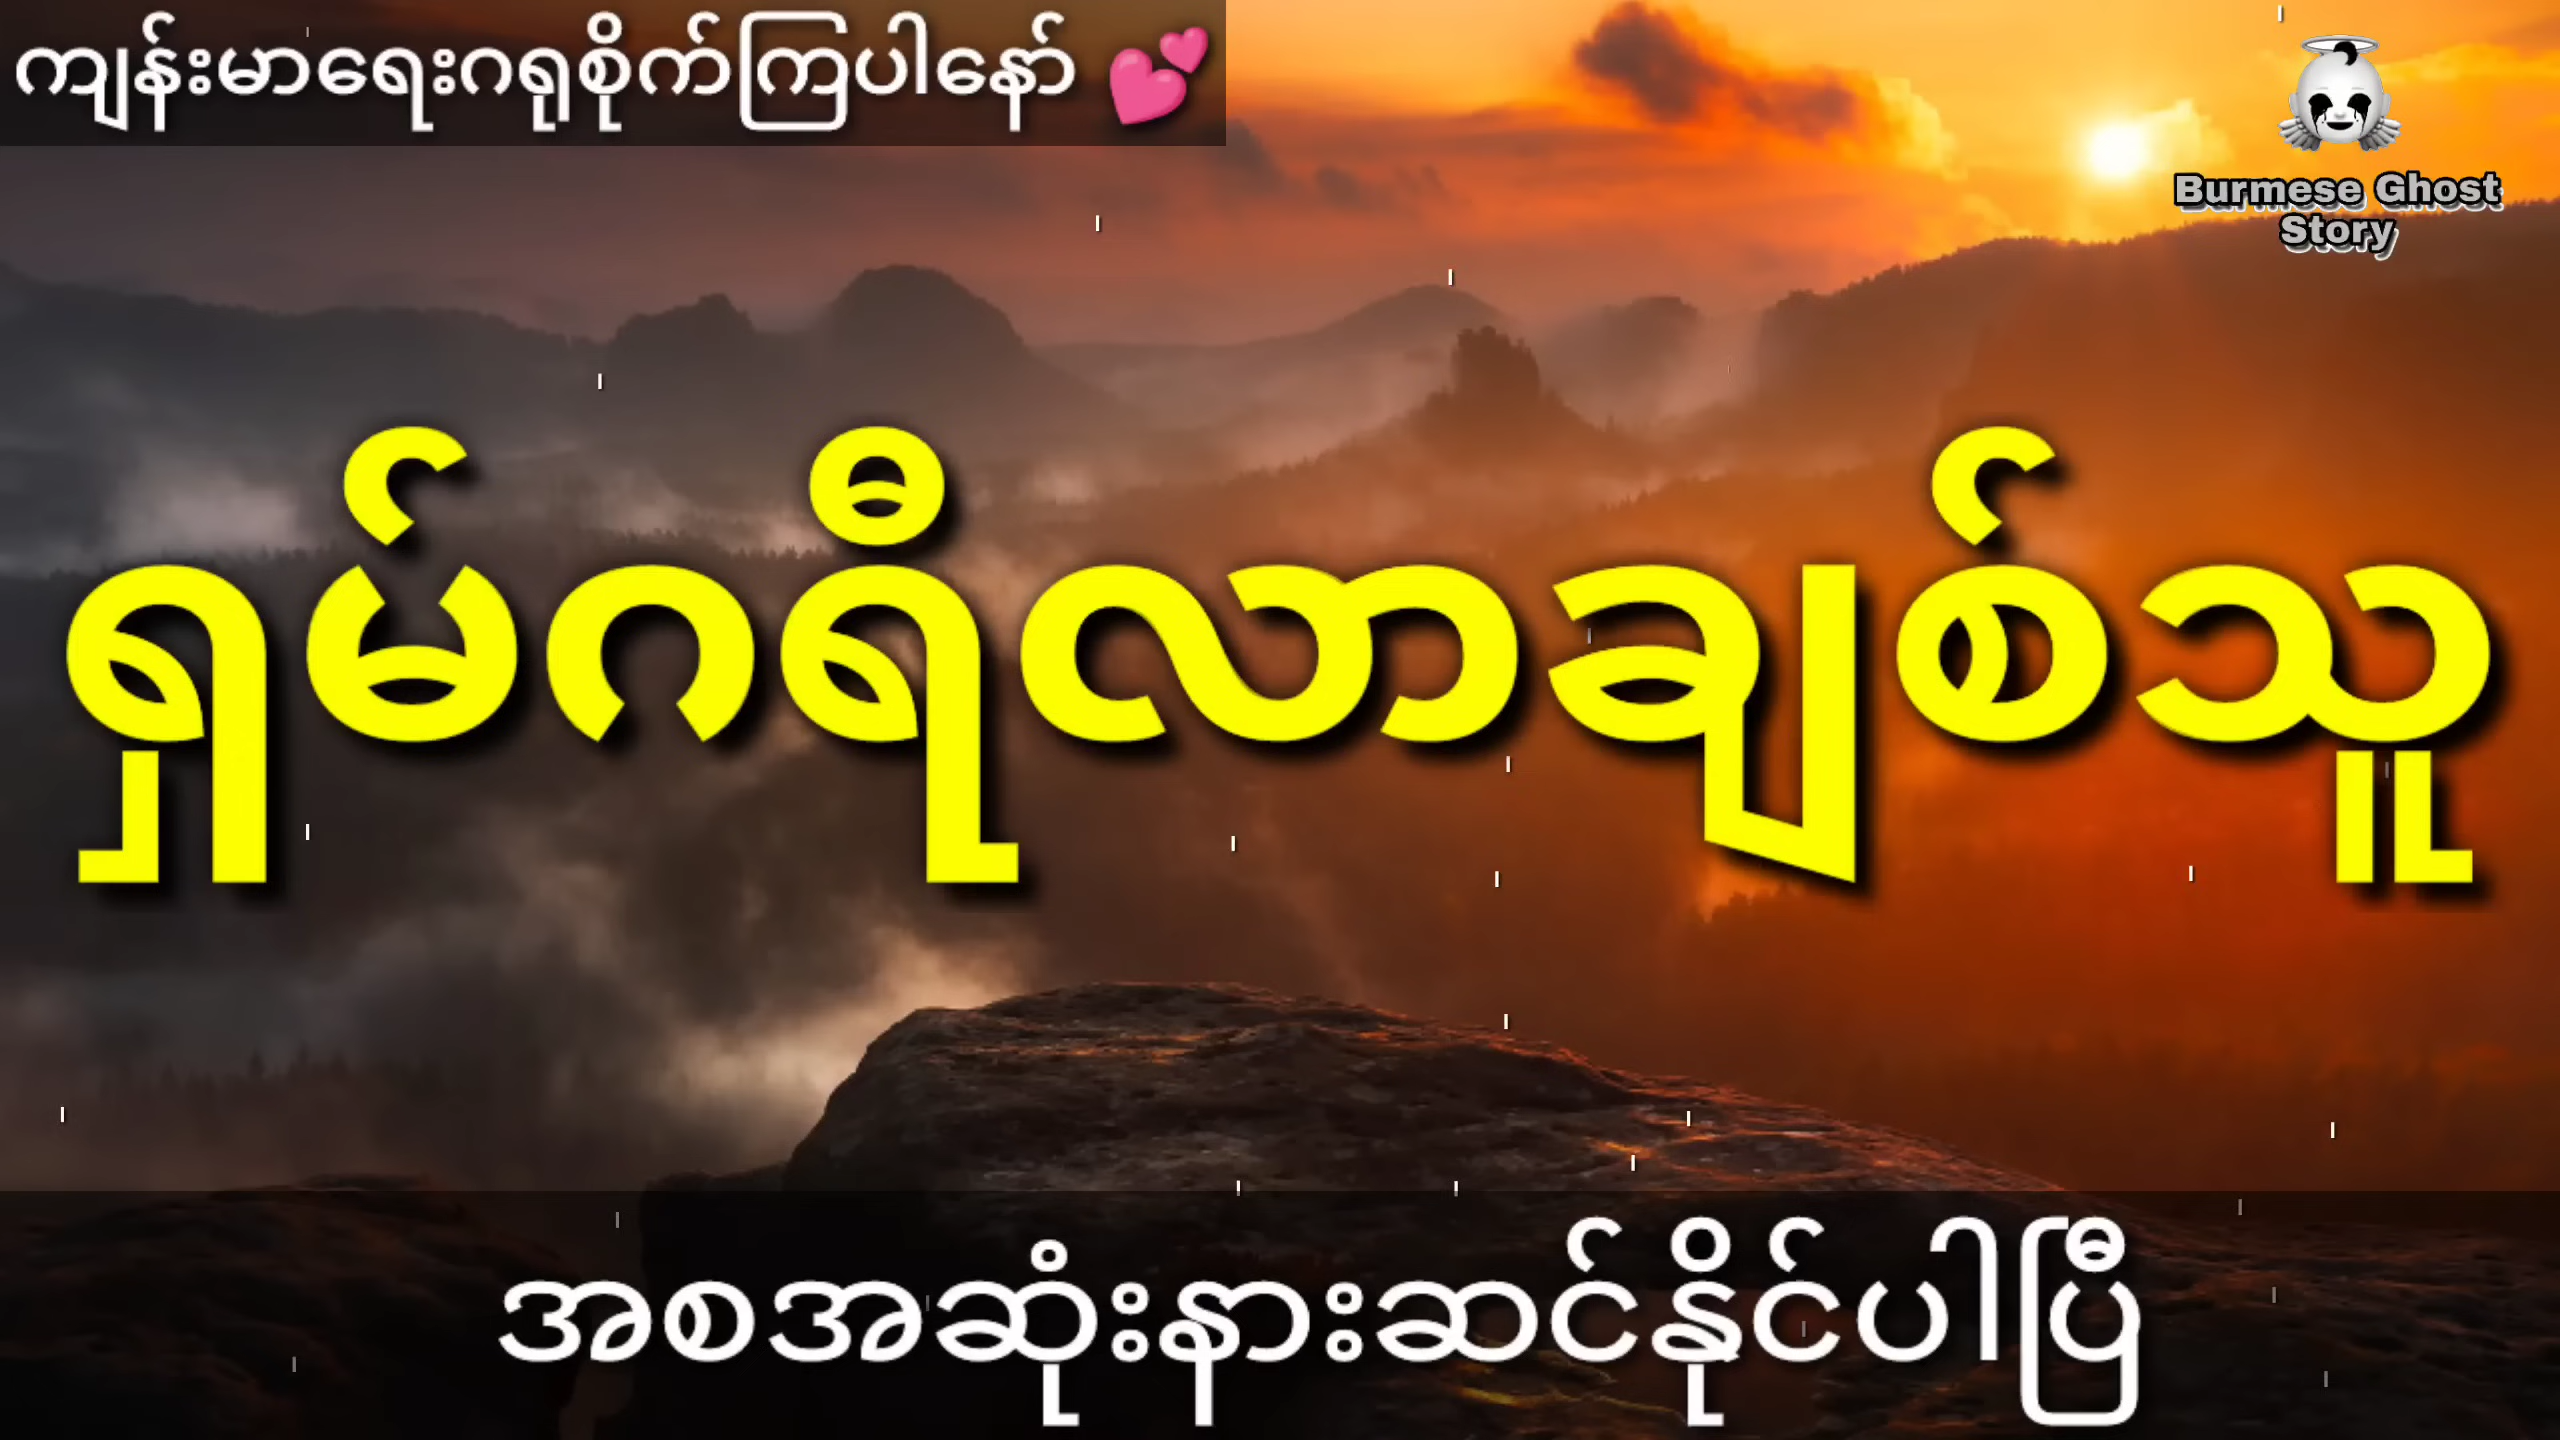 ကျန်းမာရေးဂရုစိုက်ကြပါနော် 💕
Burmese Ghost
Story
ရှမ်ဂရီလာချစ်သူ
အစအဆုံးနားဆင်နိုင်ပါပြီ